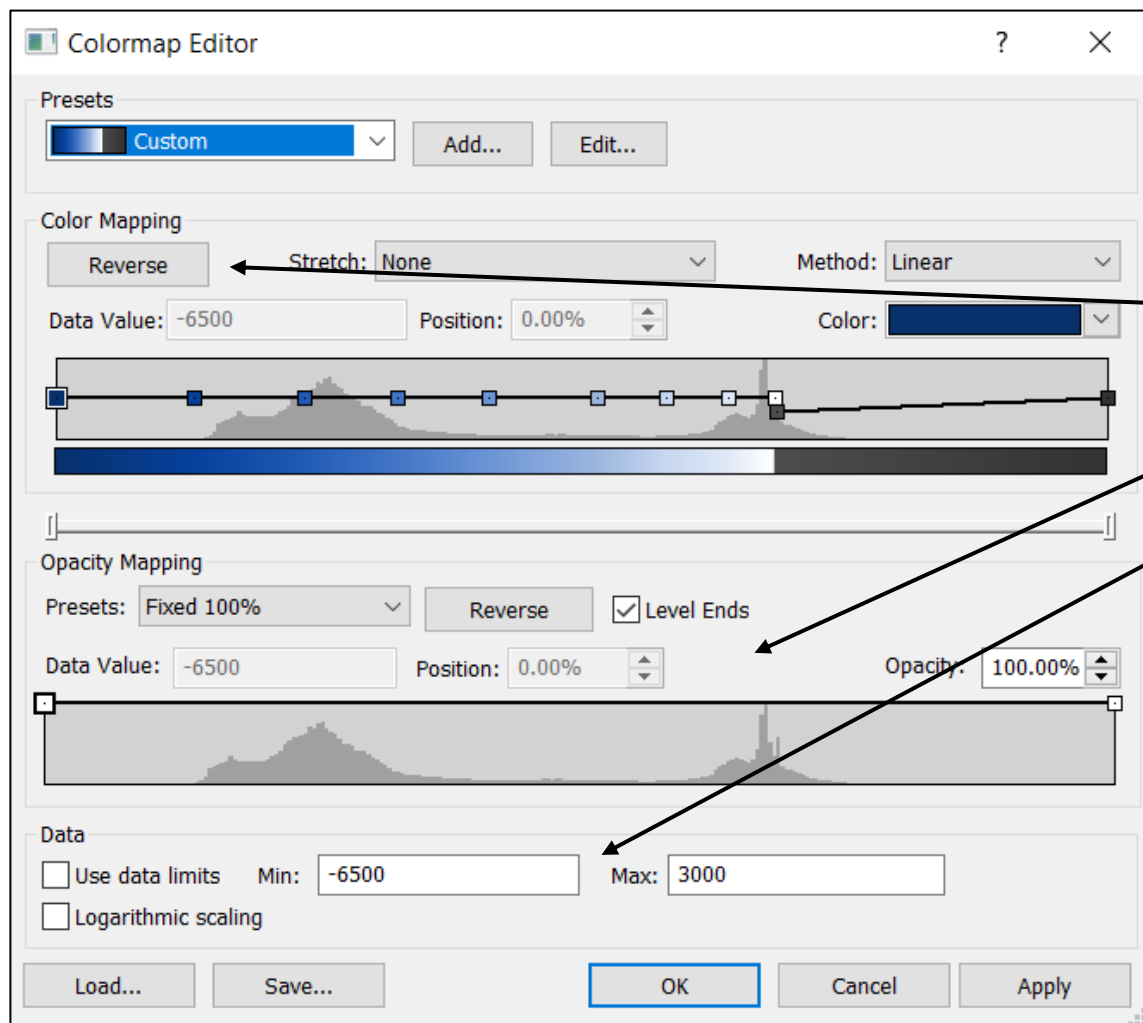 Colormap Editor ?
Presets
Custom Add... Edit...
Color Mapping
Reverse Stretch: None Method: Linear
Data Value: -6500 Position: 0.00% Color:
Opacity Mapping
Presets: Fixed 100% Reverse Level Ends
Data Value: -6500 Position: 0.00% Opacity: 100.00%
Data
Use data limits Min: -6500 Max: 3000
Logarithmic scaling
Load... Save... OK Cancel Apply